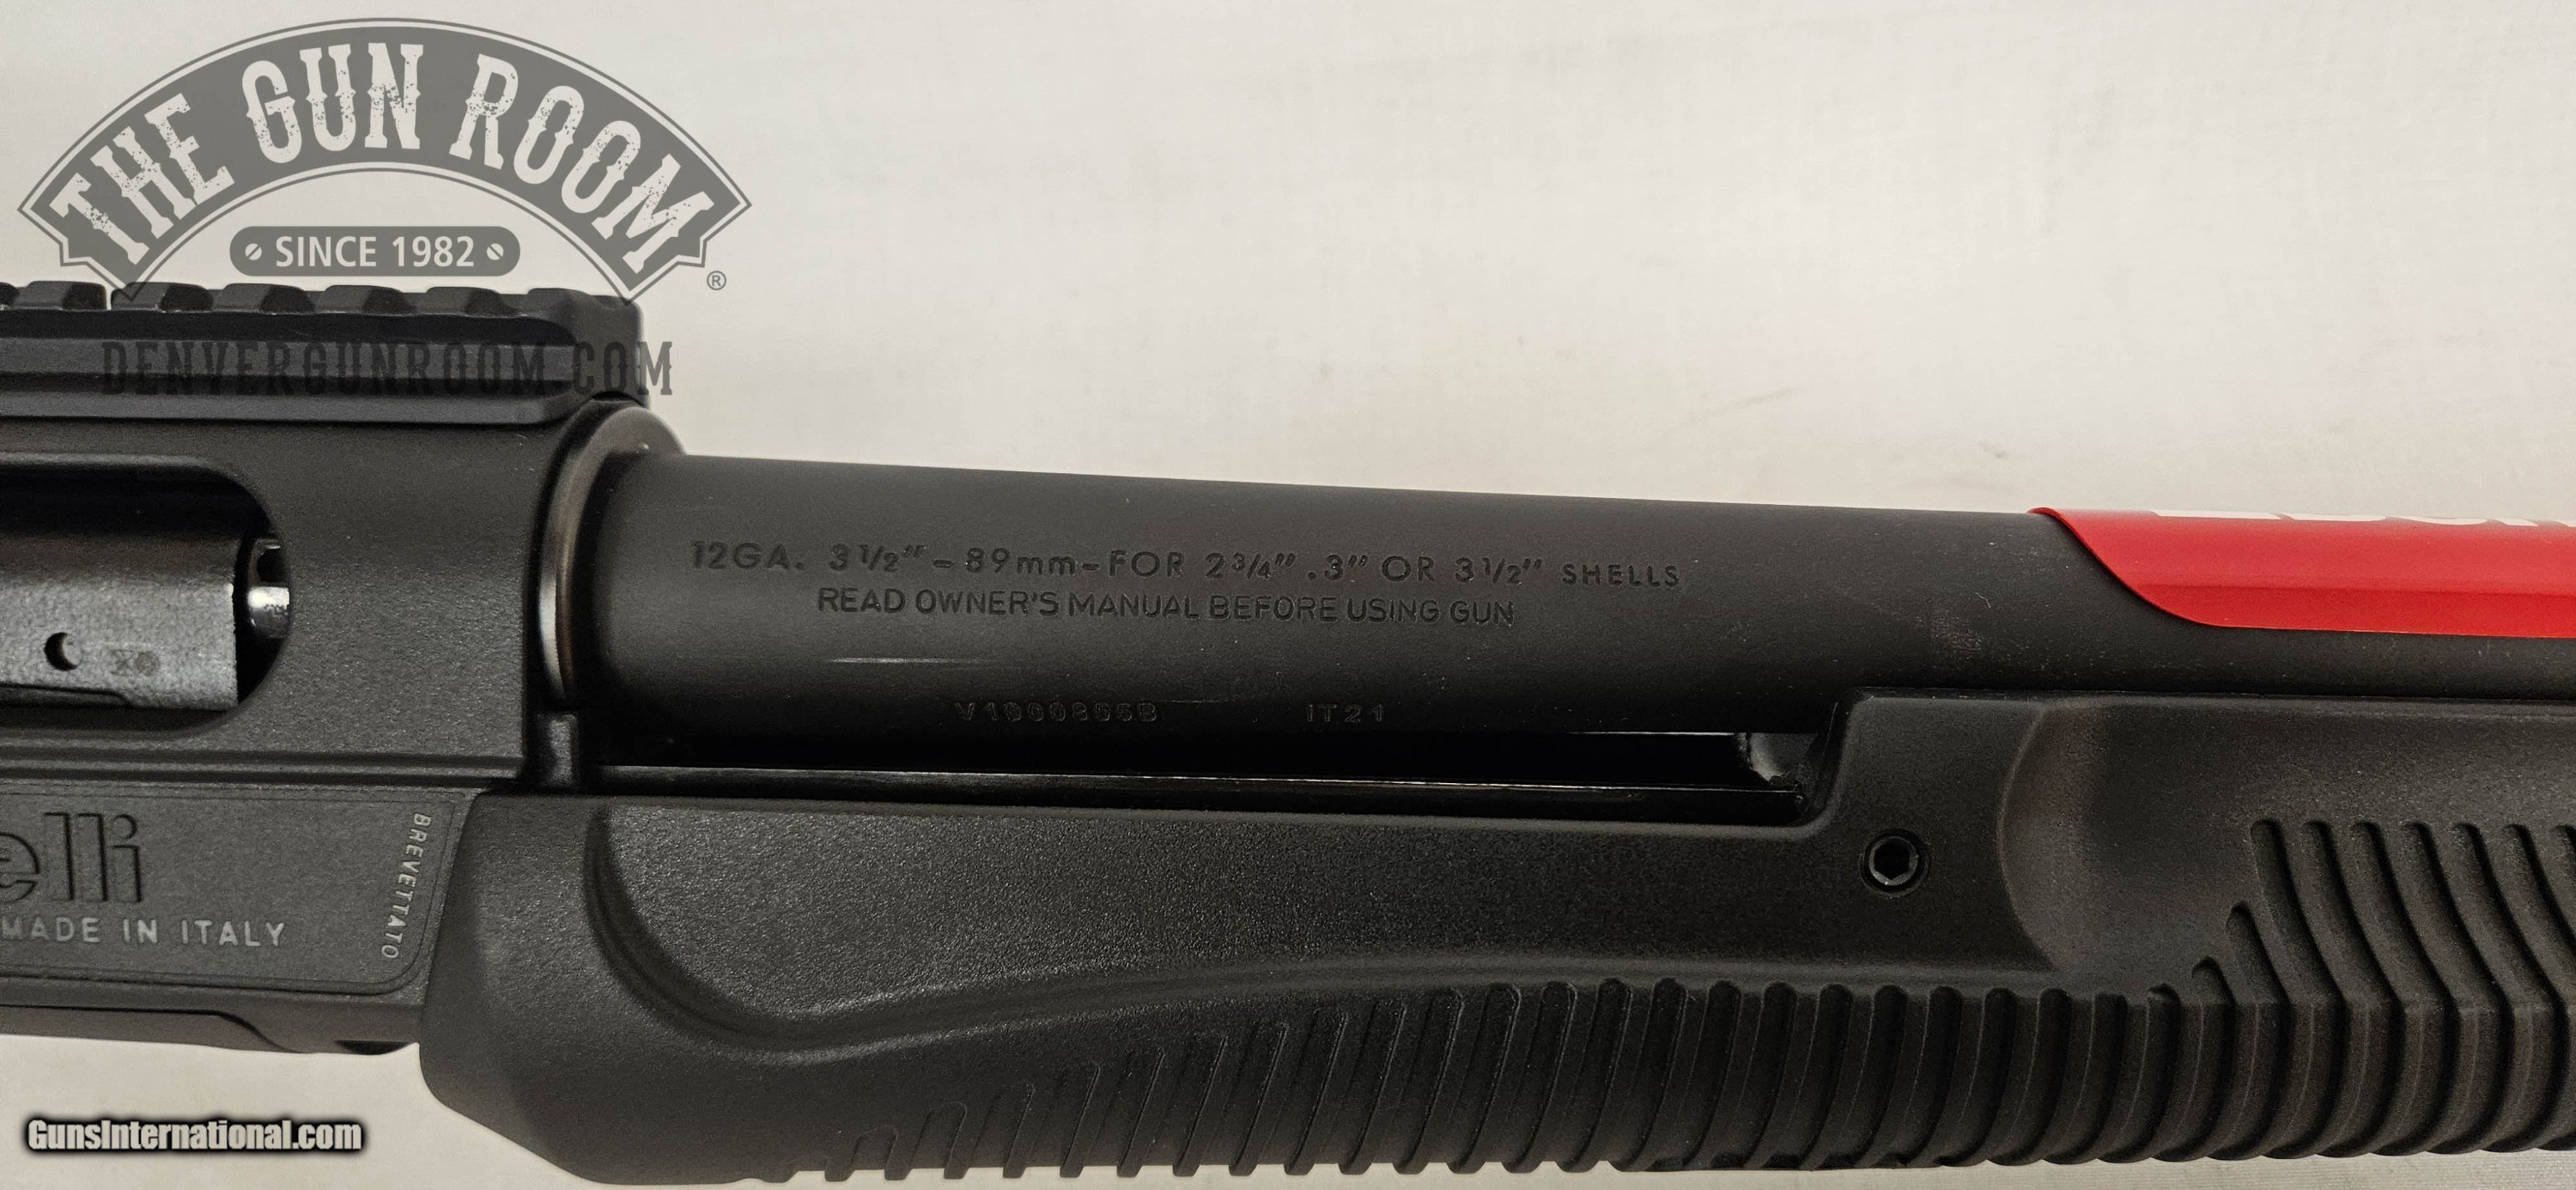 THE GUN ROOM
SINCE 1982
®
DENVERGUNROOM.COM
12GA. 3 1/2" - 89mm - FOR 2 3/4" .3" OR 3 1/2" SHELLS
READ OWNER'S MANUAL BEFORE USING GUN
IT21
elli
MADE IN ITALY
BREVETTATO
GunsInternational.com